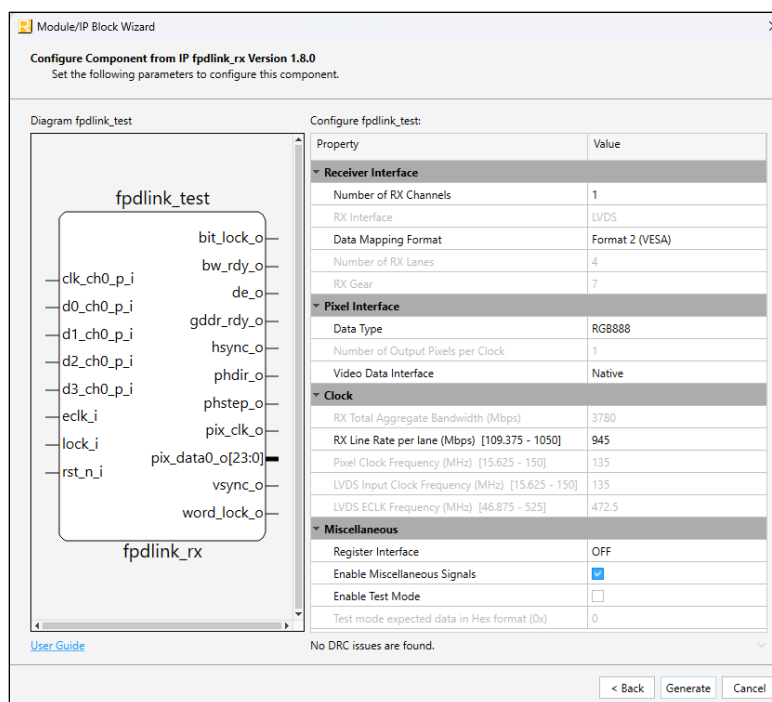 Module/IP Block Wizard
Configure Component from IP fpdlink_rx Version 1.8.0
Set the following parameters to configure this component.
Diagram fpdlink_test
fpdlink_test
bit_lock_o
bw_rdy_o
clk_ch0_p_i
de_o
d0_ch0_p_i
gddr_rdy_o
d1_ch0_p_i
hsync_o
d2_ch0_p_i
phdir_o
d3_ch0_p_i
phstep_o
eclk_i
pix_clk_o
lock_i
pix_data0_o[23:0]
rst_n_i
vsync_o
word_lock_o
fpdlink_rx
User Guide
Configure fpdlink_test:
Property Value
Receiver Interface
Number of RX Channels 1
RX Interface LVDS
Data Mapping Format Format 2 (VESA)
Number of RX Lanes 4
RX Gear 7
Pixel Interface
Data Type RGB888
Number of Output Pixels per Clock 1
Video Data Interface Native
Clock
RX Total Aggregate Bandwidth (Mbps) 3780
RX Line Rate per lane (Mbps) [109.375 - 1050] 945
Pixel Clock Frequency (MHz) [15.625 - 150] 135
LVDS Input Clock Frequency (MHz) [15.625 - 150] 135
LVDS ECLK Frequency (MHz) [46.875 - 525] 472.5
Miscellaneous
Register Interface OFF
Enable Miscellaneous Signals
Enable Test Mode
Test mode expected data in Hex format (0x) 0
No DRC issues are found.
< Back Generate Cancel